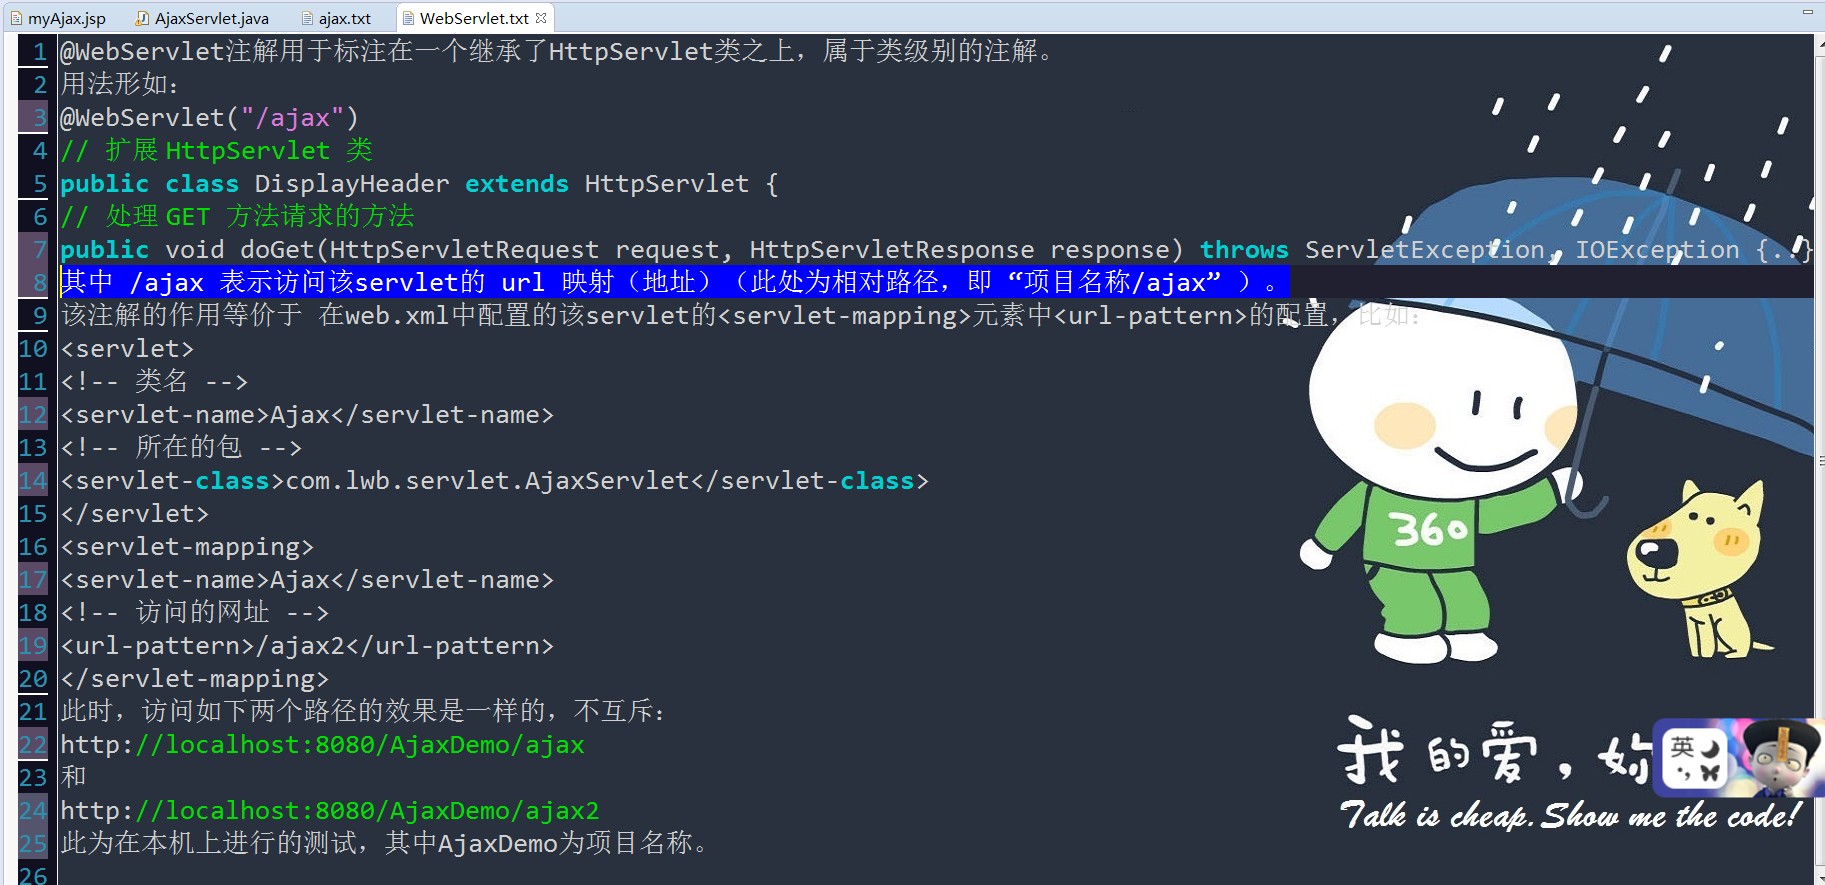 myAjax.jsp AjaxServlet.java ajax.txt WebServlet.txt
1 @WebServlet注解用于标注在一个继承了HttpServlet类之上，属于类级别的注解。
2 用法形如：
3 @WebServlet("/ajax")
4 // 扩展 HttpServlet 类
5 public class DisplayHeader extends HttpServlet {
6 // 处理 GET 方法请求的方法
7 public void doGet(HttpServletRequest request, HttpServletResponse response) throws ServletException, IOException {..}
8 其中 /ajax 表示访问该servlet的 url 映射（地址）（此处为相对路径，即“项目名称/ajax”）。
9 该注解的作用等价于 在web.xml中配置的该servlet的<servlet-mapping>元素中<url-pattern>的配置，比如：
10 <servlet>
11 <!-- 类名 -->
12 <servlet-name>Ajax</servlet-name>
13 <!-- 所在的包 -->
14 <servlet-class>com.lwb.servlet.AjaxServlet</servlet-class>
15 </servlet>
16 <servlet-mapping>
17 <servlet-name>Ajax</servlet-name>
18 <!-- 访问的网址 -->
19 <url-pattern>/ajax2</url-pattern>
20 </servlet-mapping>
21 此时，访问如下两个路径的效果是一样的，不互斥：
22 http://localhost:8080/AjaxDemo/ajax
23 和
24 http://localhost:8080/AjaxDemo/ajax2
25 此为在本机上进行的测试，其中AjaxDemo为项目名称。
26
360
我的爱，妳
英
Talk is cheap. Show me the code!